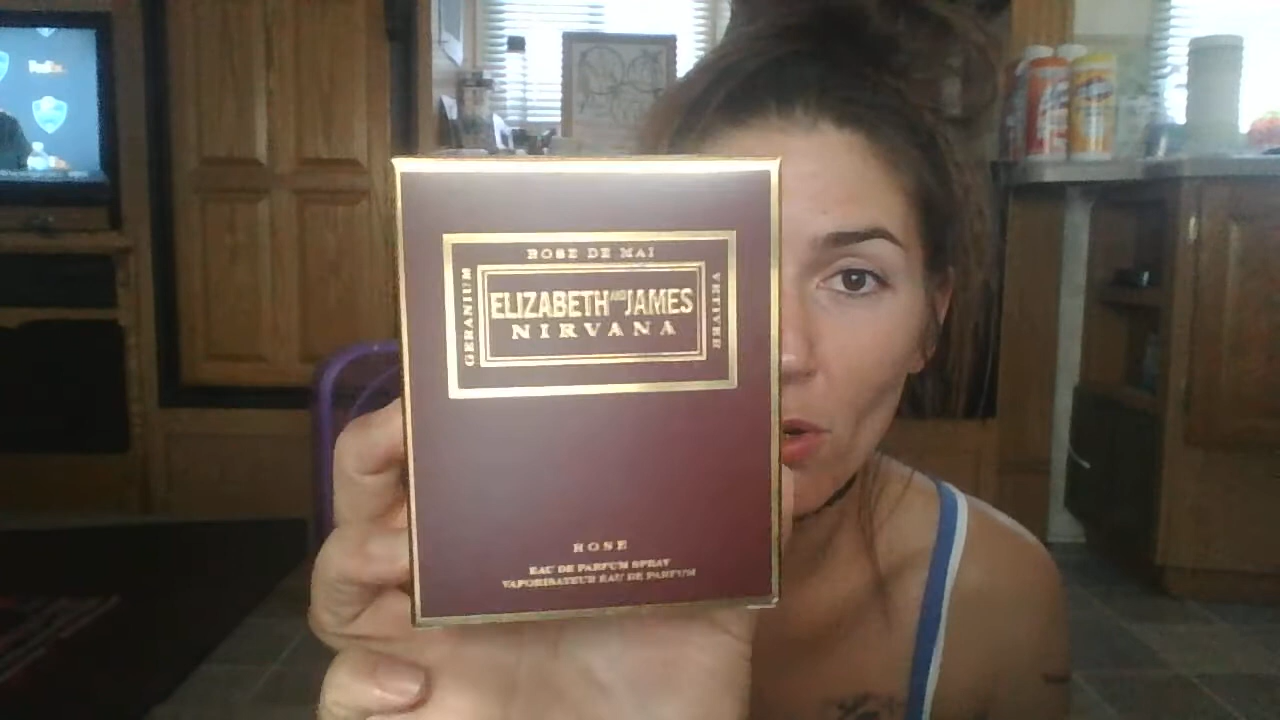 ROSE DE MAI
GERANIUM
ELIZABETH AND JAMES
NIRVANA
VETIVER
ROSE
EAU DE PARFUM SPRAY
VAPORISATEUR EAU DE PARFUM